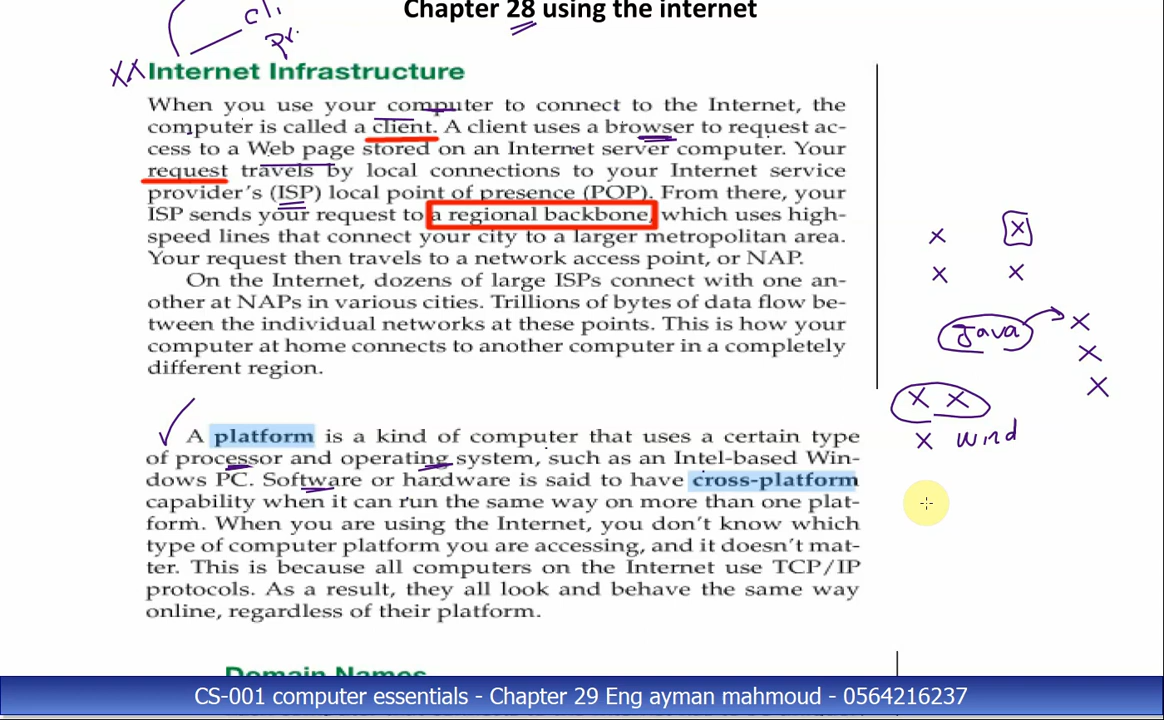 Chapter 28 using the internet
cli
pr.
XX Internet Infrastructure
When you use your computer to connect to the Internet, the
computer is called a client. A client uses a browser to request ac-
cess to a Web page stored on an Internet server computer. Your
request travels by local connections to your Internet service
provider's (ISP) local point of presence (POP). From there, your
ISP sends your request to a regional backbone, which uses high-
speed lines that connect your city to a larger metropolitan area.
Your request then travels to a network access point, or NAP.
On the Internet, dozens of large ISPs connect with one an-
other at NAPs in various cities. Trillions of bytes of data flow be-
tween the individual networks at these points. This is how your
computer at home connects to another computer in a completely
different region.
x x
x x
Java x
x
x
x x
x wind
A platform is a kind of computer that uses a certain type
of processor and operating system, such as an Intel-based Win-
dows PC. Software or hardware is said to have cross-platform
capability when it can run the same way on more than one plat-
form. When you are using the Internet, you don't know which
type of computer platform you are accessing, and it doesn't mat-
ter. This is because all computers on the Internet use TCP/IP
protocols. As a result, they all look and behave the same way
online, regardless of their platform.
Domain Names
CS-001 computer essentials - Chapter 29 Eng ayman mahmoud - 0564216237